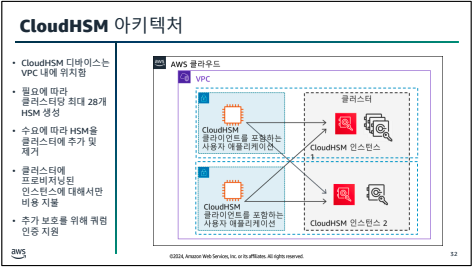 CloudHSM 아키텍처
• CloudHSM 디바이스는
VPC 내에 위치함
• 필요에 따라
클러스터당 최대 28개
HSM 생성
• 수요에 따라 HSM을
클러스터에 추가 및
제거
• 클러스터에
프로비저닝된
인스턴스에 대해서만
비용 지불
• 추가 보호를 위해 쿼럼
인증 지원
aws
AWS 클라우드
VPC
CloudHSM
클라이언트를 포함하는
사용자 애플리케이션
클러스터
CloudHSM 인스턴스
1
CloudHSM
클라이언트를 포함하는
사용자 애플리케이션
CloudHSM 인스턴스 2
aws
©2024, Amazon Web Services, Inc. or its affiliates. All rights reserved.
32